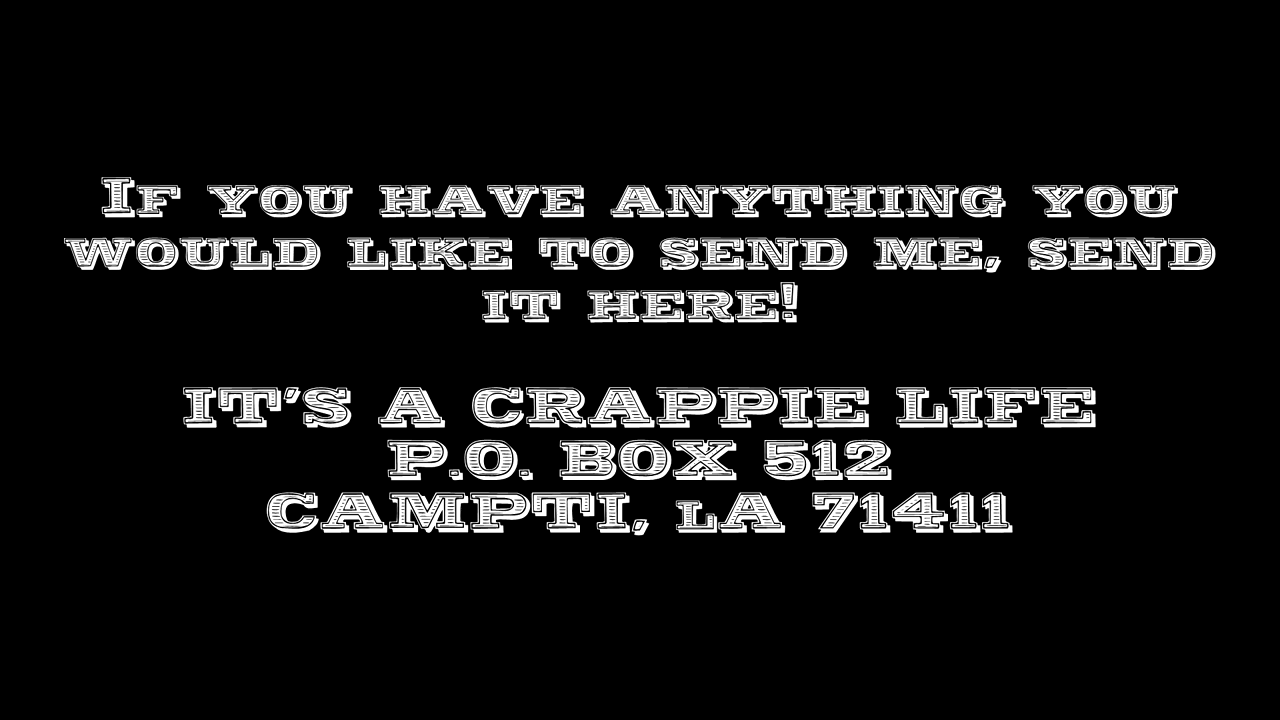 If you have anything you
would like to send me, send
it here!
IT'S A CRAPPIE LIFE
P.O. BOX 512
CAMPTI, lA 71411